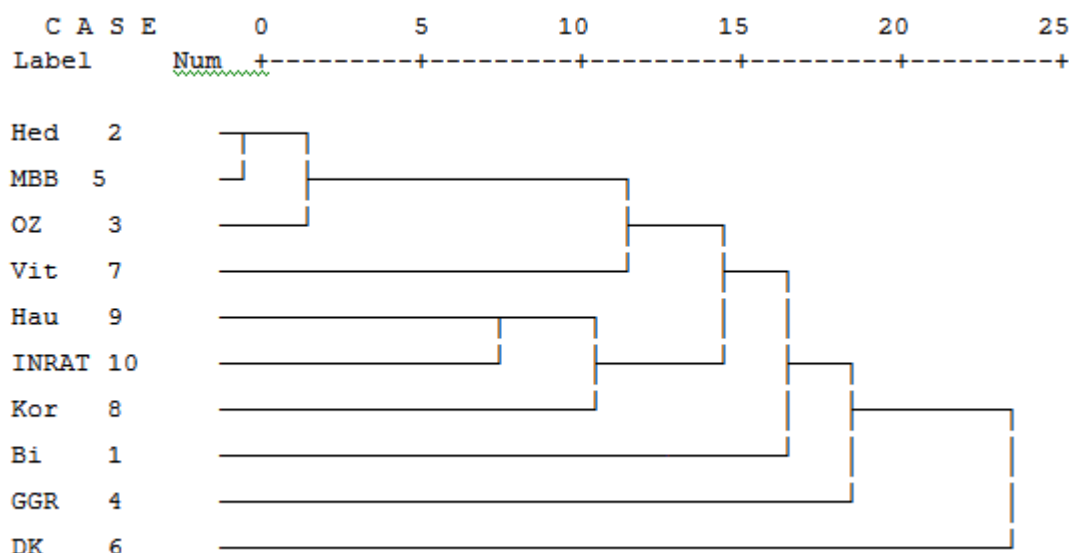 C A S E 0 5 10 15 20 25
Label Num +---------+---------+---------+---------+---------+
Hed 2
MBB 5
OZ 3
Vit 7
Hau 9
INRAT 10
Kor 8
Bi 1
GGR 4
DK 6